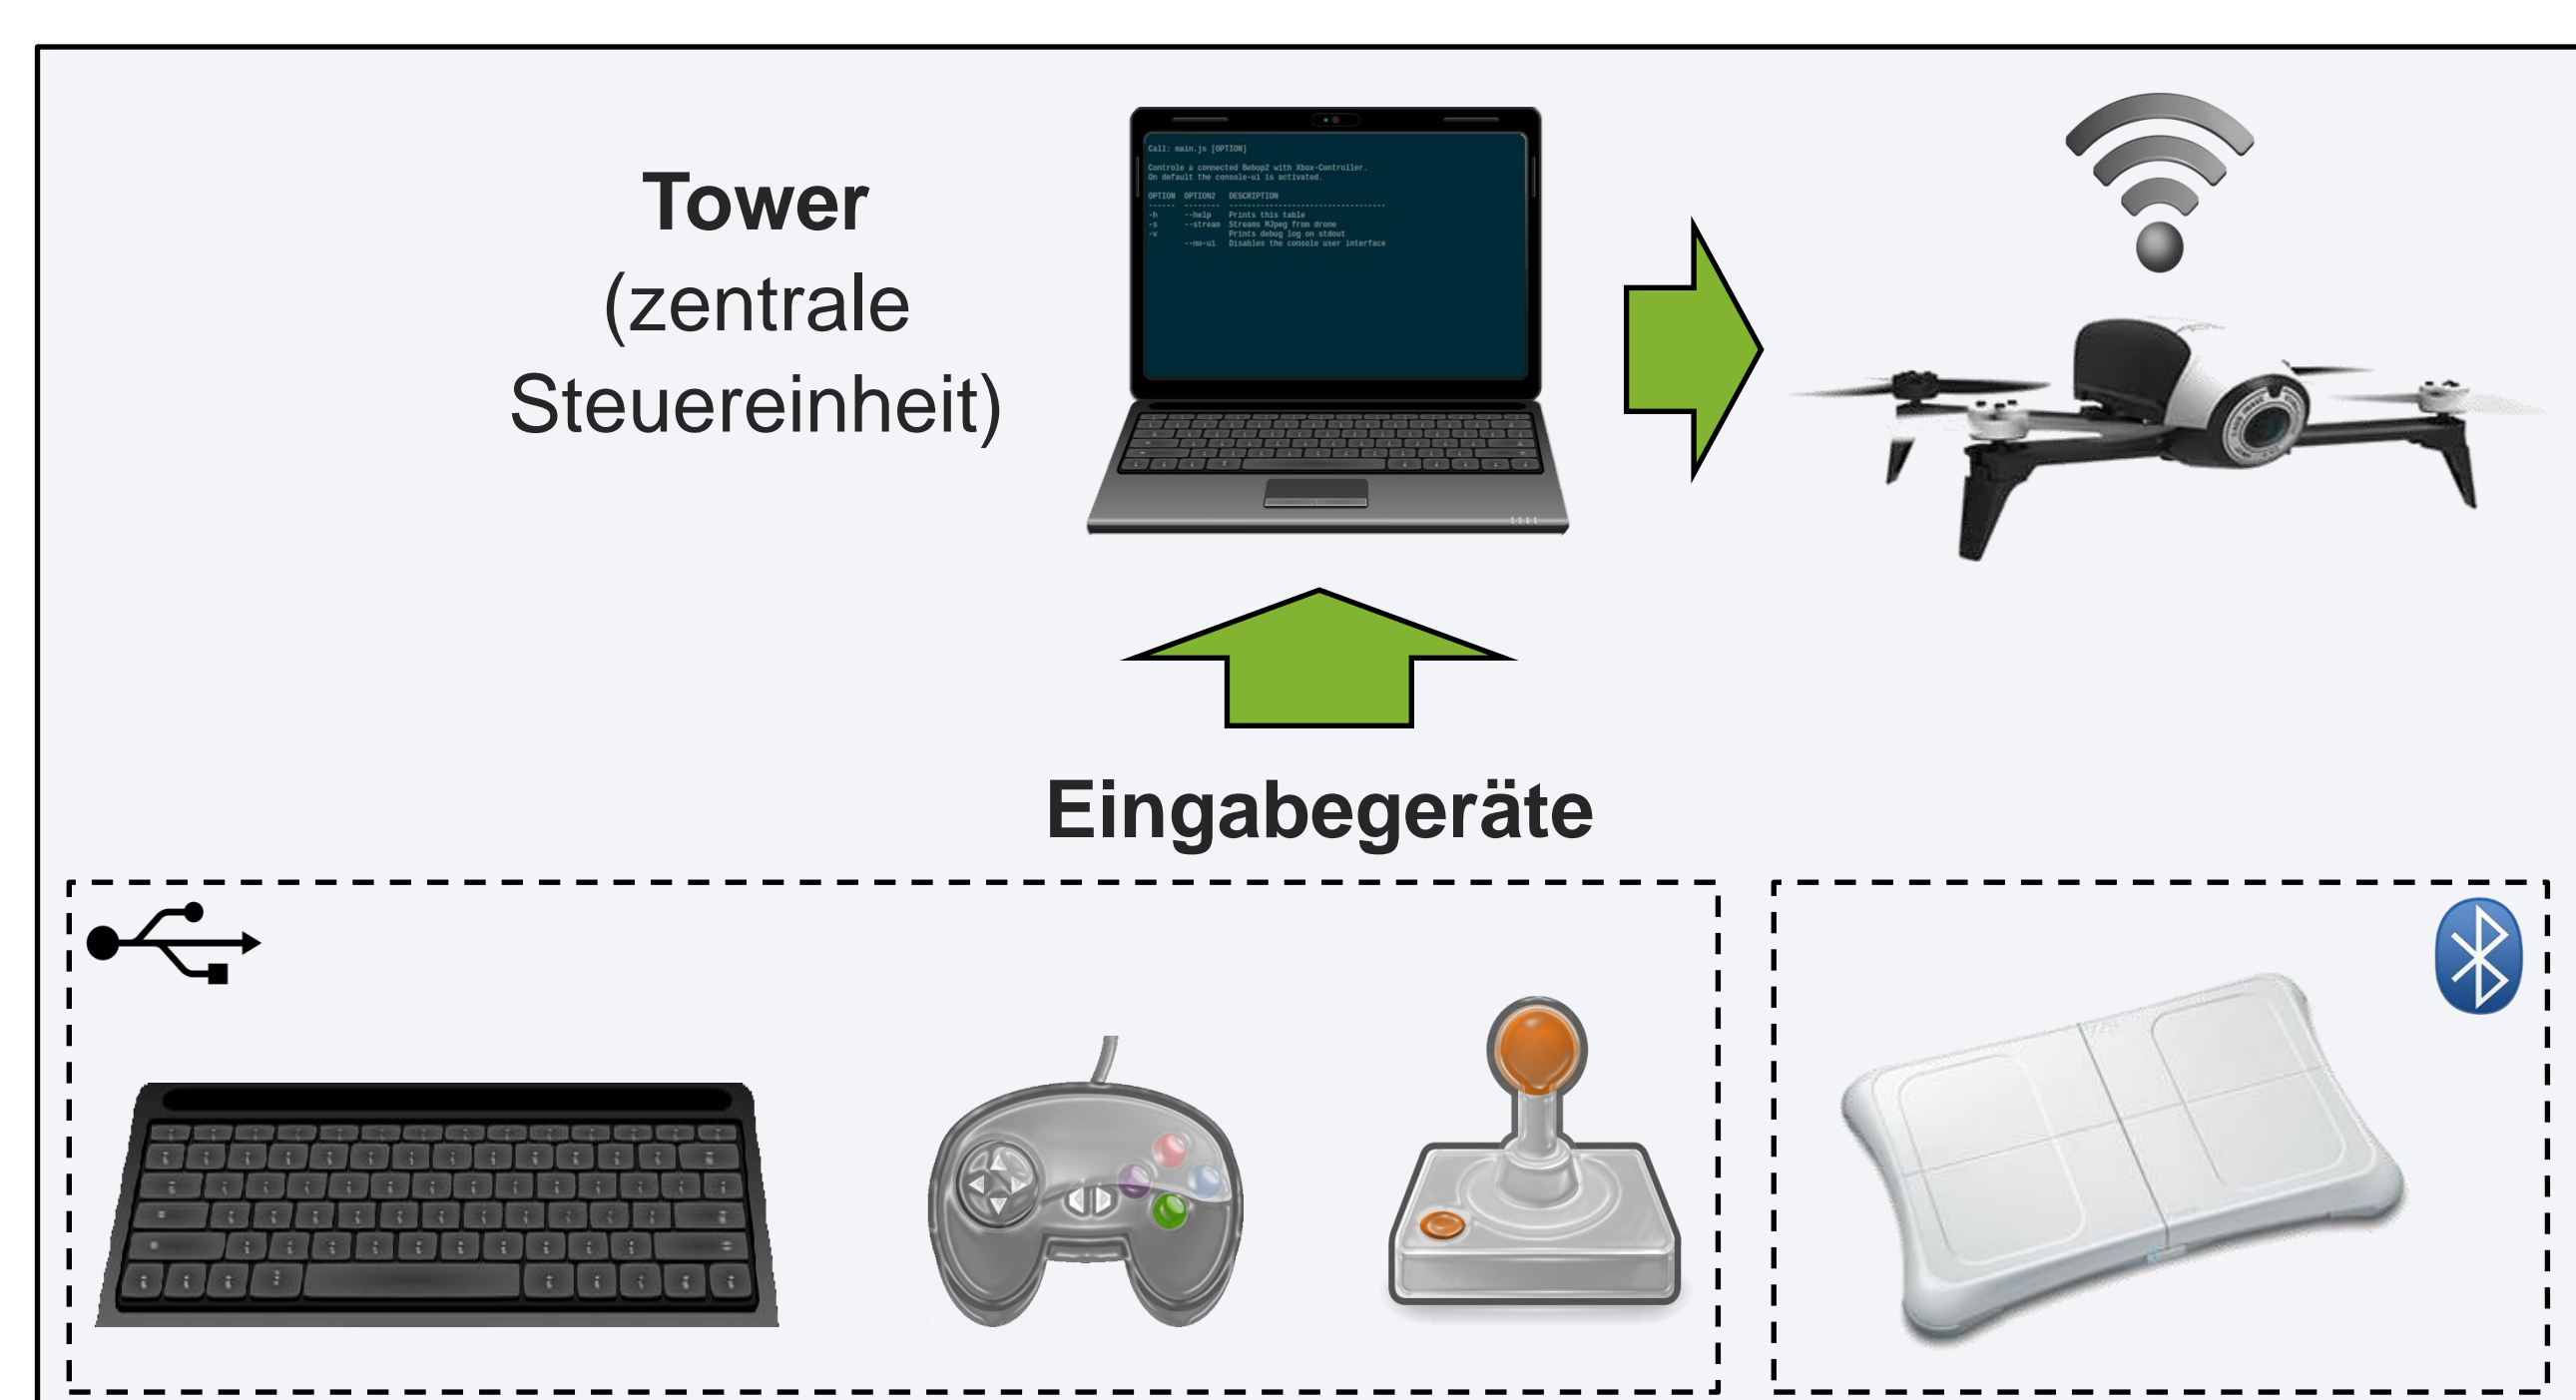 Tower
(zentrale
Steuereinheit)
Call: main.js [OPTION]
Controle a connected Bebop2 with Xbox-Controller.
On default the console-ui is activated.
OPTION OPTION2 DESCRIPTION
------ -------- ----------------------------------
-h --help Prints this table
-s --stream Streams MJpeg from drone
-v Prints debug log on stdout
--no-ui Disables the console user interface
Eingabegeräte